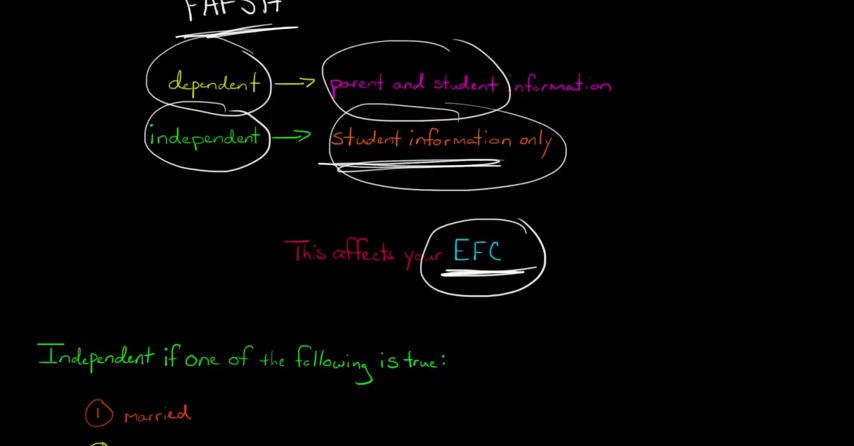 FAFSA
dependent → parent and student information
independent → student information only
This affects your EFC
Independent if one of the following is true:
1 married